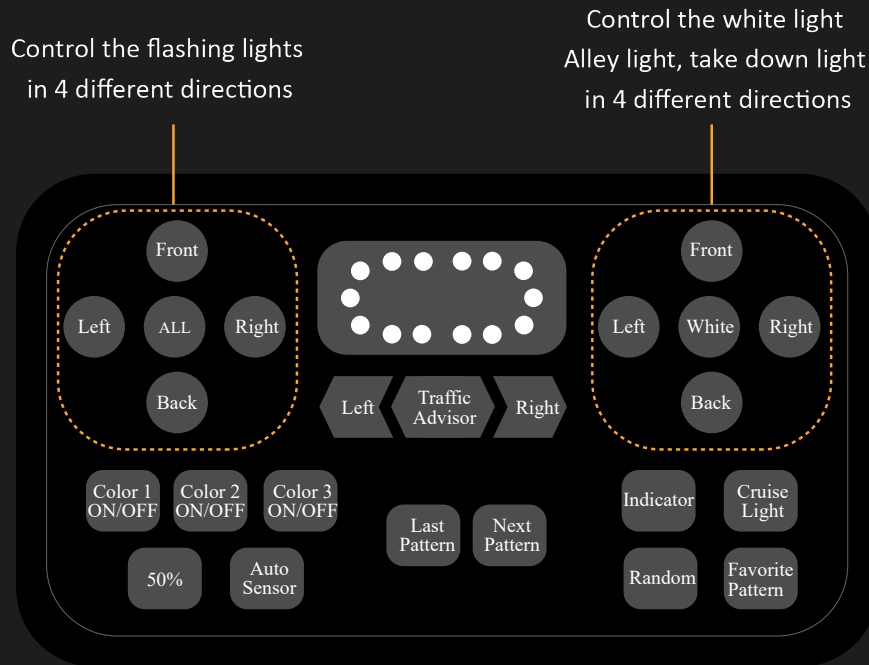 Control the flashing lights
in 4 different directions
Control the white light
Alley light, take down light
in 4 different directions
Front
Left
ALL
Right
Back
Left
Traffic
Advisor
Right
Front
Left
White
Right
Back
Color 1
ON/OFF
Color 2
ON/OFF
Color 3
ON/OFF
50%
Auto
Sensor
Last
Pattern
Next
Pattern
Indicator
Cruise
Light
Random
Favorite
Pattern